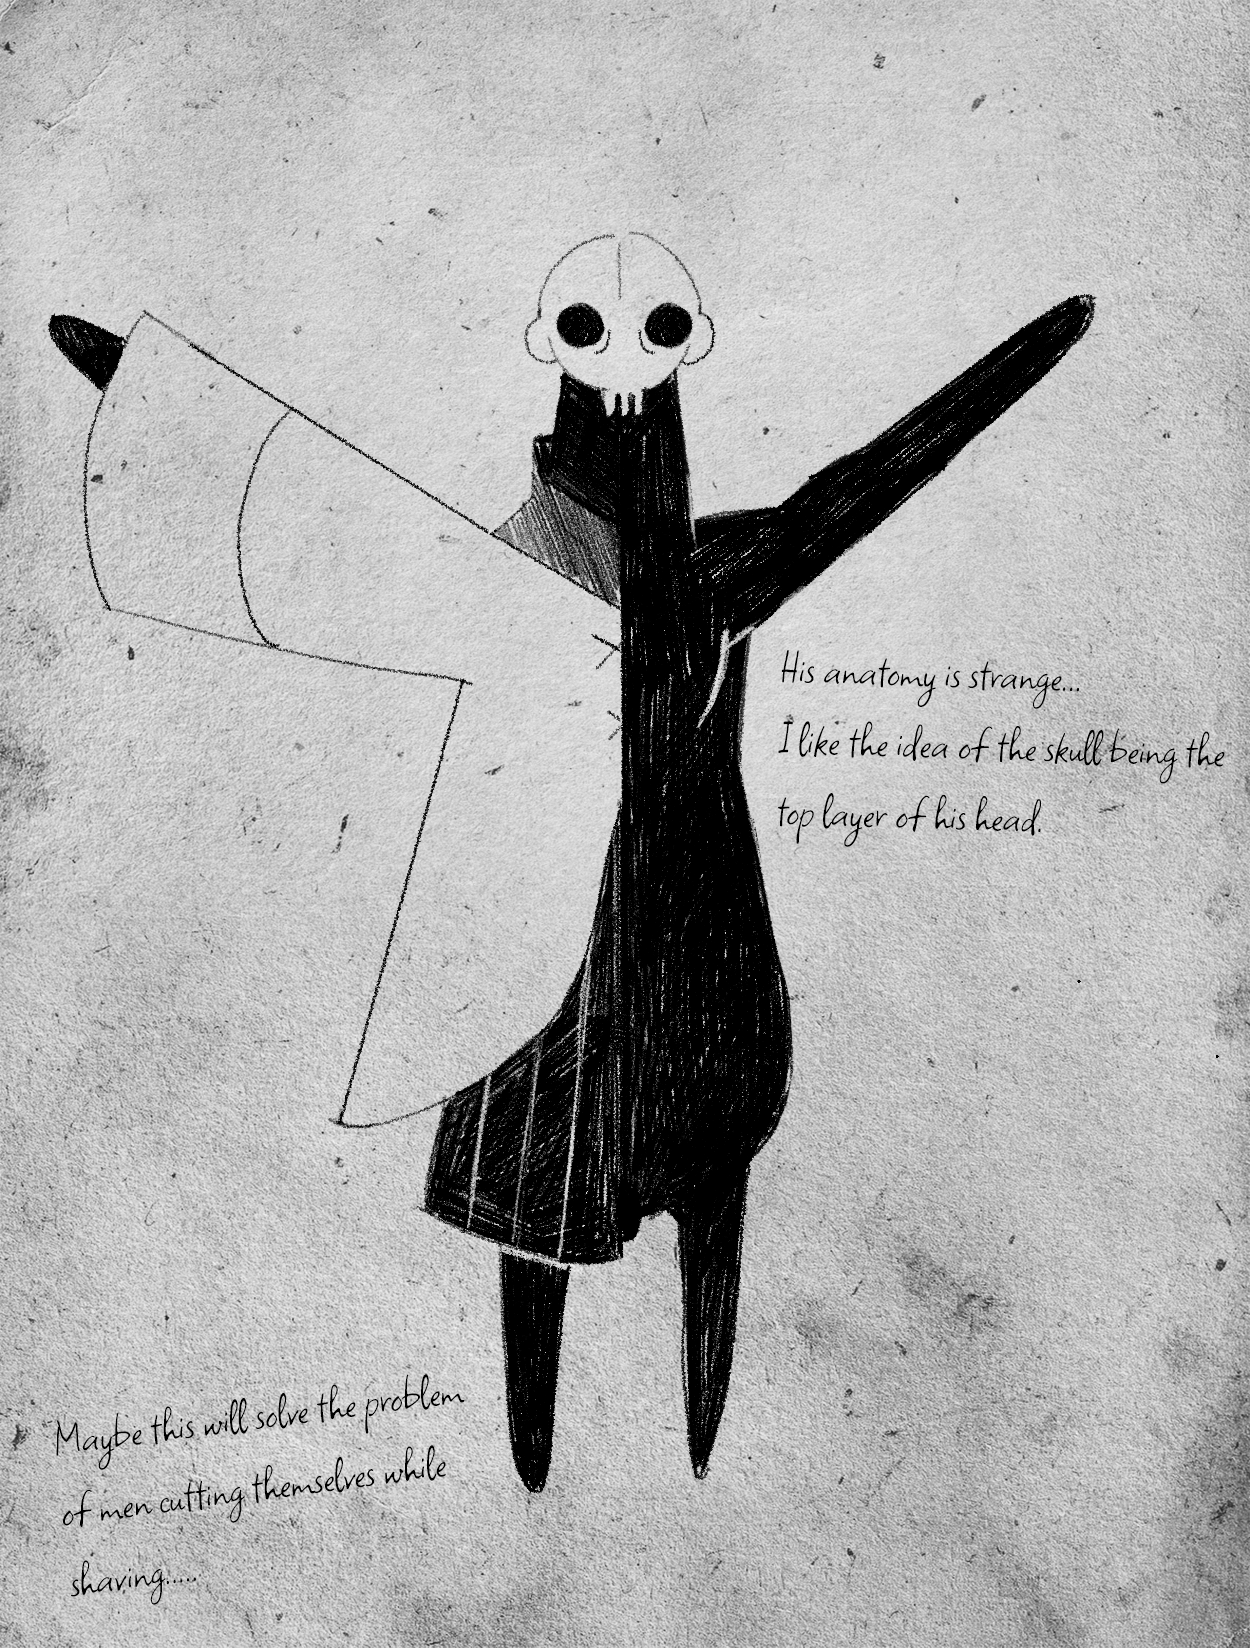 His anatomy is strange...
I like the idea of the skull being the
top layer of his head.
Maybe this will solve the problem
of men cutting themselves while
shaving.....